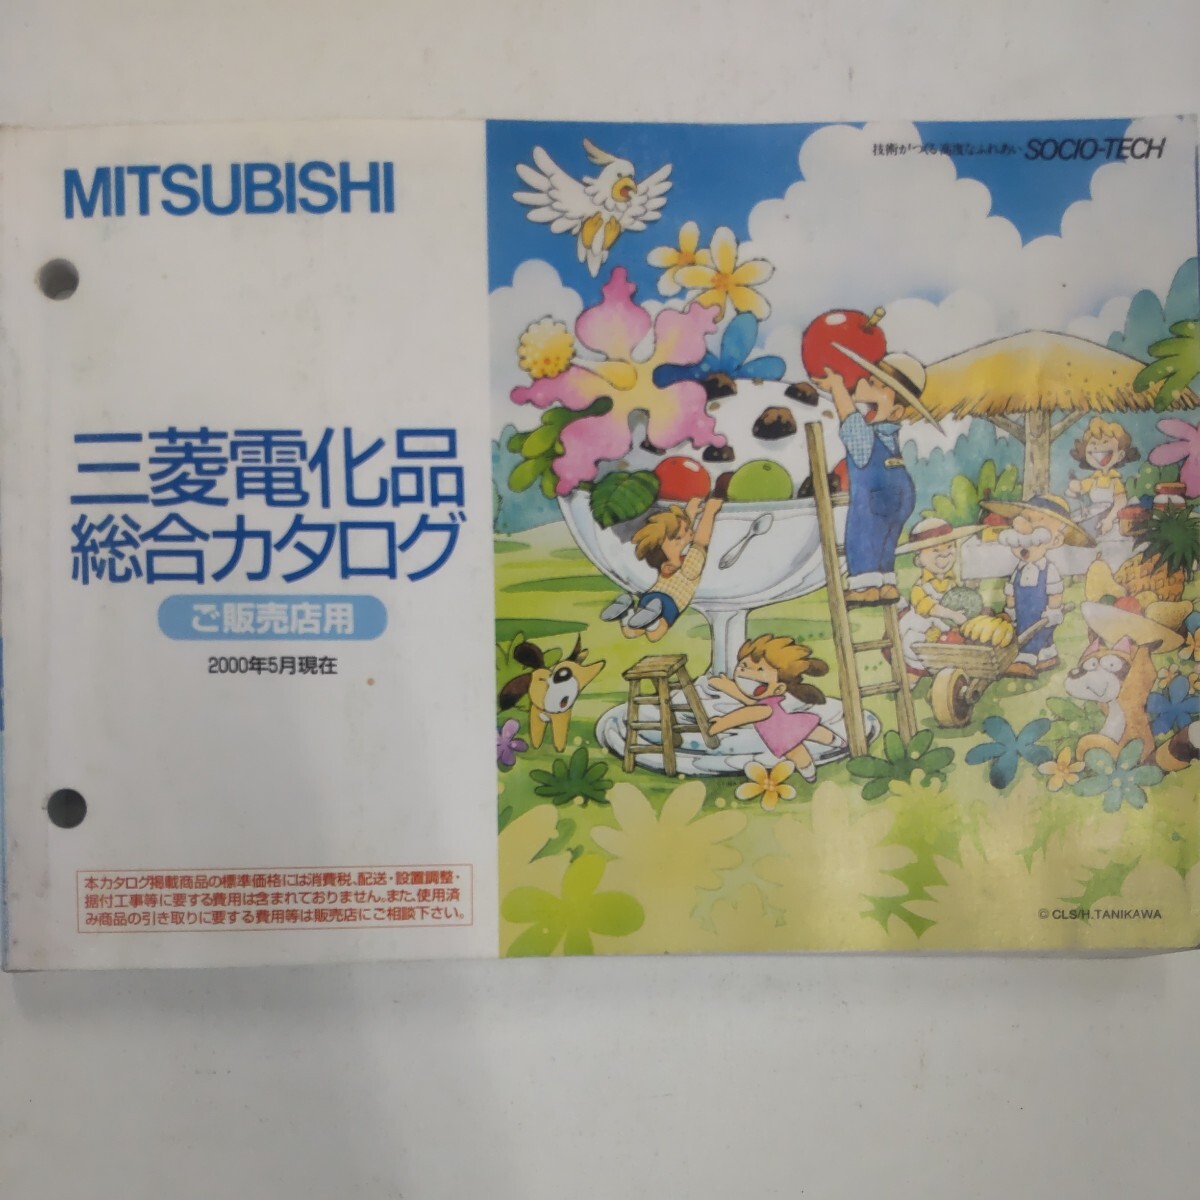 MITSUBISHI
三菱電化品
総合カタログ
ご販売店用
2000年5月現在
本カタログ掲載商品の標準価格には消費税、配送・設置調整・
据付工事等に要する費用は含まれておりません。また、使用済
み商品の引き取りに要する費用等は販売店にご相談下さい。
技術がつくる高度なふれあい SOCIO-TECH
© CLS/H.TANIKAWA